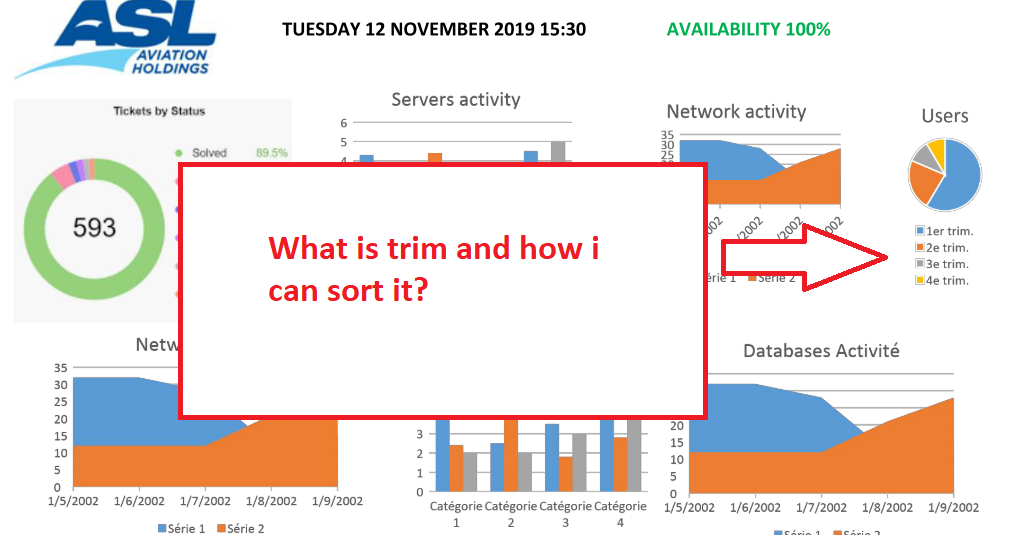 ASL
AVIATION
HOLDINGS
TUESDAY 12 NOVEMBER 2019 15:30
AVAILABILITY 100%
Tickets by Status
Solved 89.5%
593
Servers activity
6
5
4
Network activity
35
30
25
Users
1er trim.
2e trim.
3e trim.
4e trim.
What is trim and how i
can sort it?
/2002
/2002
Série 2
Netw
35
30
25
20
15
10
5
0
1/5/2002 1/6/2002 1/7/2002 1/8/2002 1/9/2002
Série 1 Série 2
3
2
1
0
Catégorie Catégorie Catégorie Catégorie
1 2 3 4
Databases Activité
20
15
10
5
0
1/5/2002 1/6/2002 1/7/2002 1/8/2002 1/9/2002
Série 1 Série 2